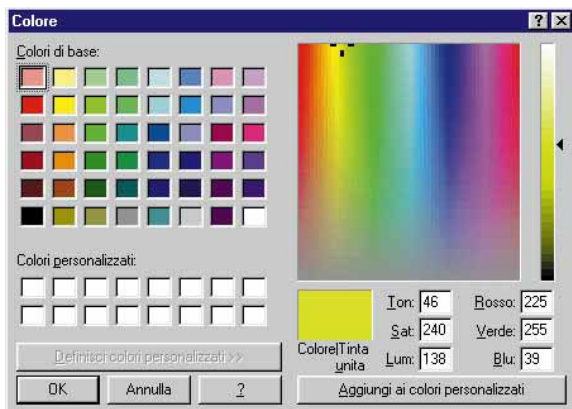 Colore
Colori di base:
Colori personalizzati:
Definisci colori personalizzati >>
OK
Annulla
?
Colore|Tinta
unita
Ton: 46
Sat: 240
Lum: 138
Rosso: 225
Verde: 255
Blu: 39
Aggiungi ai colori personalizzati